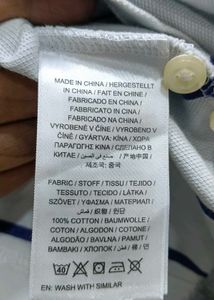 MADE IN CHINA / HERGESTELLT
IN CHINA / FAIT EN CHINE /
FABRICADO EN CHINA /
FABBRICATO IN CINA /
FABRICADO NA CHINA /
VYROBENÉ V ČÍNE / VYROBENO V
ČÍNĚ / GYÁRTVA: KÍNA / ΧΩΡΑ
ΠΑΡΑΓΩΓΗΣ ΚΙΝΑ / СДЕЛАНО В
КИТАЕ / صنع في الصين / 中国产 /
제조국: 중국
FABRIC / STOFF / TISSU / TEJIDO
/ TESSUTO / TECIDO / LÁTKA /
SZÖVET / ΥΦΑΣΜΑ / МАТЕРИАЛ /
القماش / 面料 / 원단
100% COTTON / BAUMWOLLE /
COTON / ALGODON / COTONE /
ALGODÃO / BAVLNA / PAMUT /
ΒΑΜΒΑΚΙ / ХЛОПОК / قطن / 棉 / 면
40
EN: WASH WITH SIMILAR